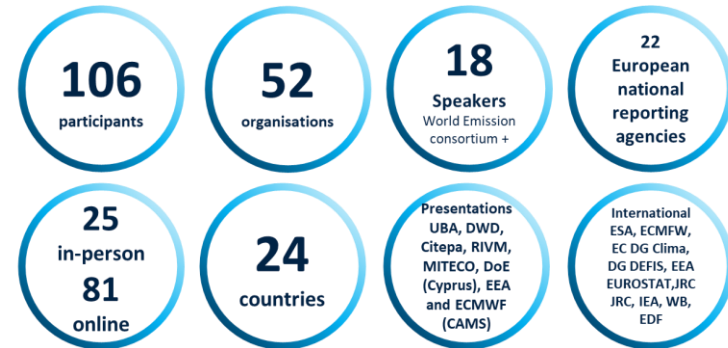 106
participants
52
organisations
18
Speakers
World Emission
consortium +
22
European
national
reporting
agencies
25
in-person
81
online
24
countries
Presentations
UBA, DWD,
Citepa, RIVM,
MITECO, DoE
(Cyprus), EEA
and ECMWF
(CAMS)
International
ESA, ECMFW,
EC DG Clima,
DG DEFIS, EEA
EUROSTAT,JRC
JRC, IEA, WB,
EDF